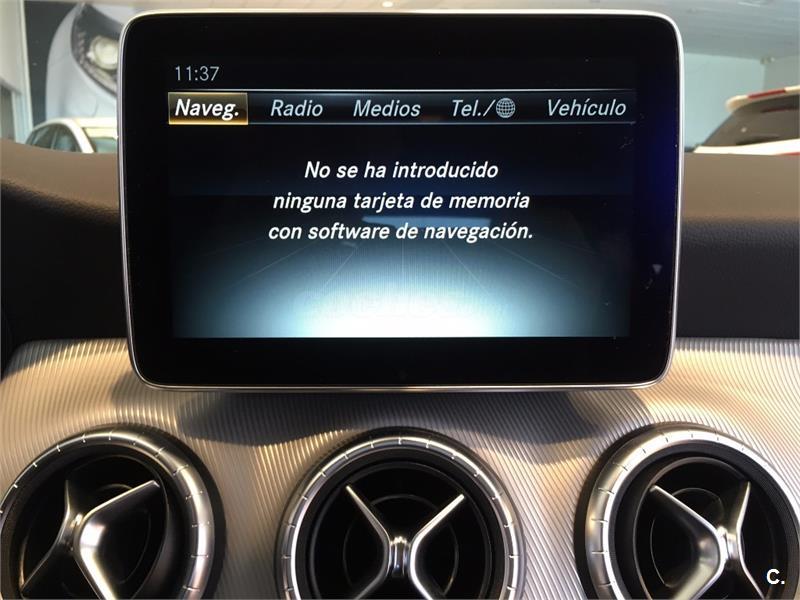 11:37
Naveg. Radio Medios Tel./ Vehículo
No se ha introducido
ninguna tarjeta de memoria
con software de navegación.
C.